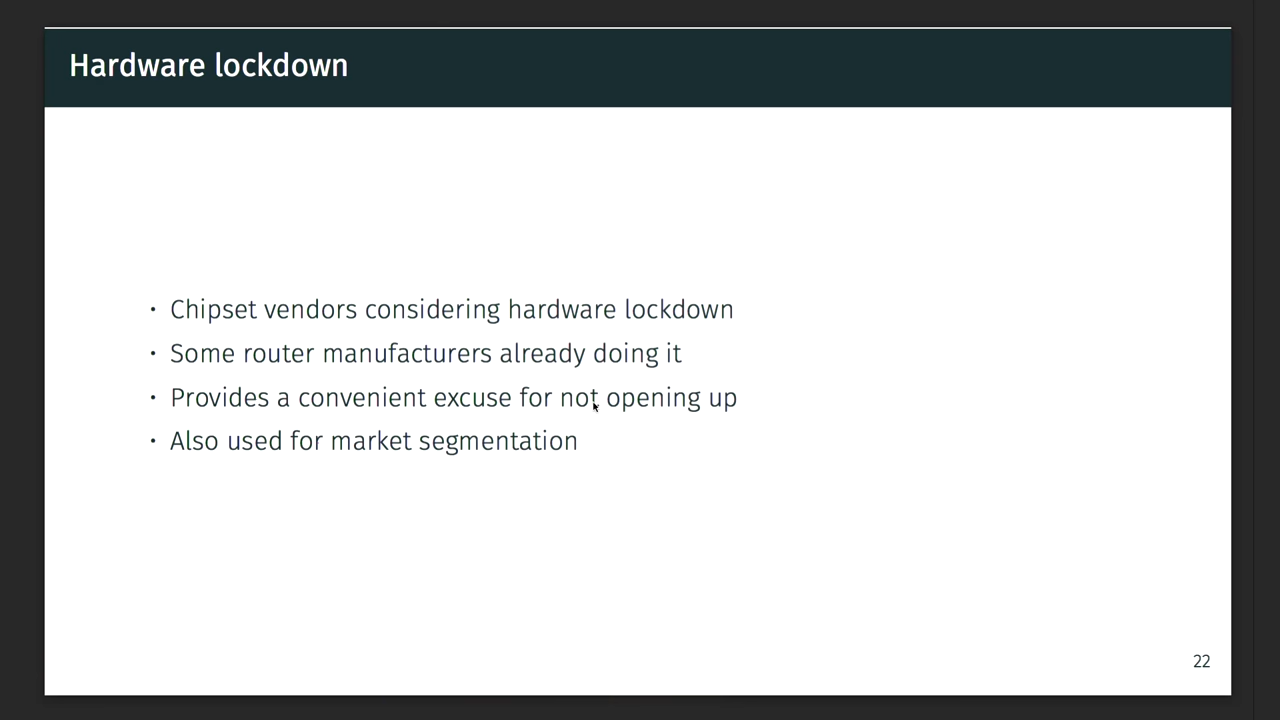 Hardware lockdown
• Chipset vendors considering hardware lockdown
• Some router manufacturers already doing it
• Provides a convenient excuse for not opening up
• Also used for market segmentation
22